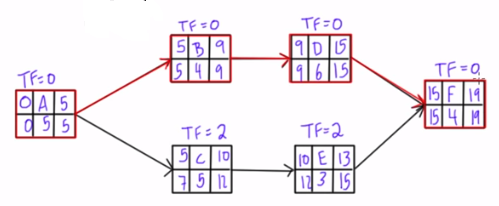 TF=0
0 A 5
0 5 5
TF=0
5 B 9
5 4 9
TF=0
9 D 15
9 6 15
TF=2
5 C 10
7 5 12
TF=2
10 E 13
12 3 15
TF=0
15 F 19
15 4 19